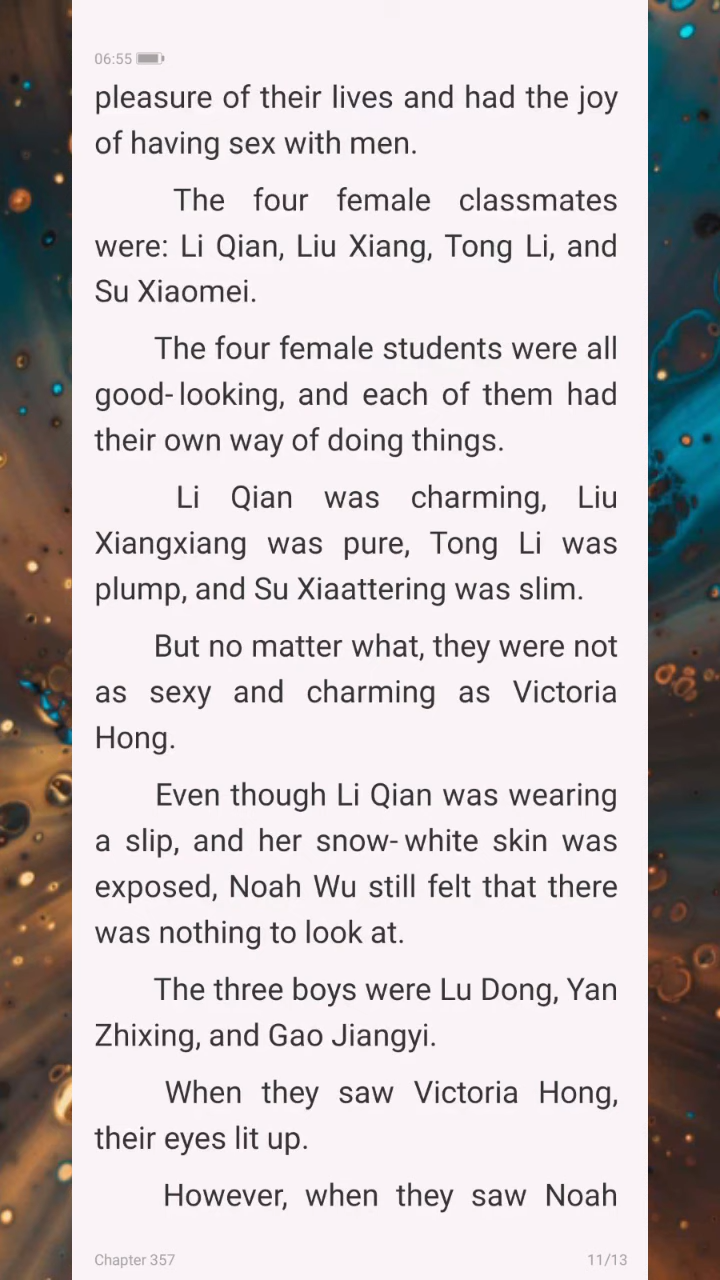 06:55
pleasure of their lives and had the joy
of having sex with men.
The four female classmates
were: Li Qian, Liu Xiang, Tong Li, and
Su Xiaomei.
The four female students were all
good-looking, and each of them had
their own way of doing things.
Li Qian was charming, Liu
Xiangxiang was pure, Tong Li was
plump, and Su Xiaattering was slim.
But no matter what, they were not
as sexy and charming as Victoria
Hong.
Even though Li Qian was wearing
a slip, and her snow-white skin was
exposed, Noah Wu still felt that there
was nothing to look at.
The three boys were Lu Dong, Yan
Zhixing, and Gao Jiangyi.
When they saw Victoria Hong,
their eyes lit up.
However, when they saw Noah
Chapter 357 11/13